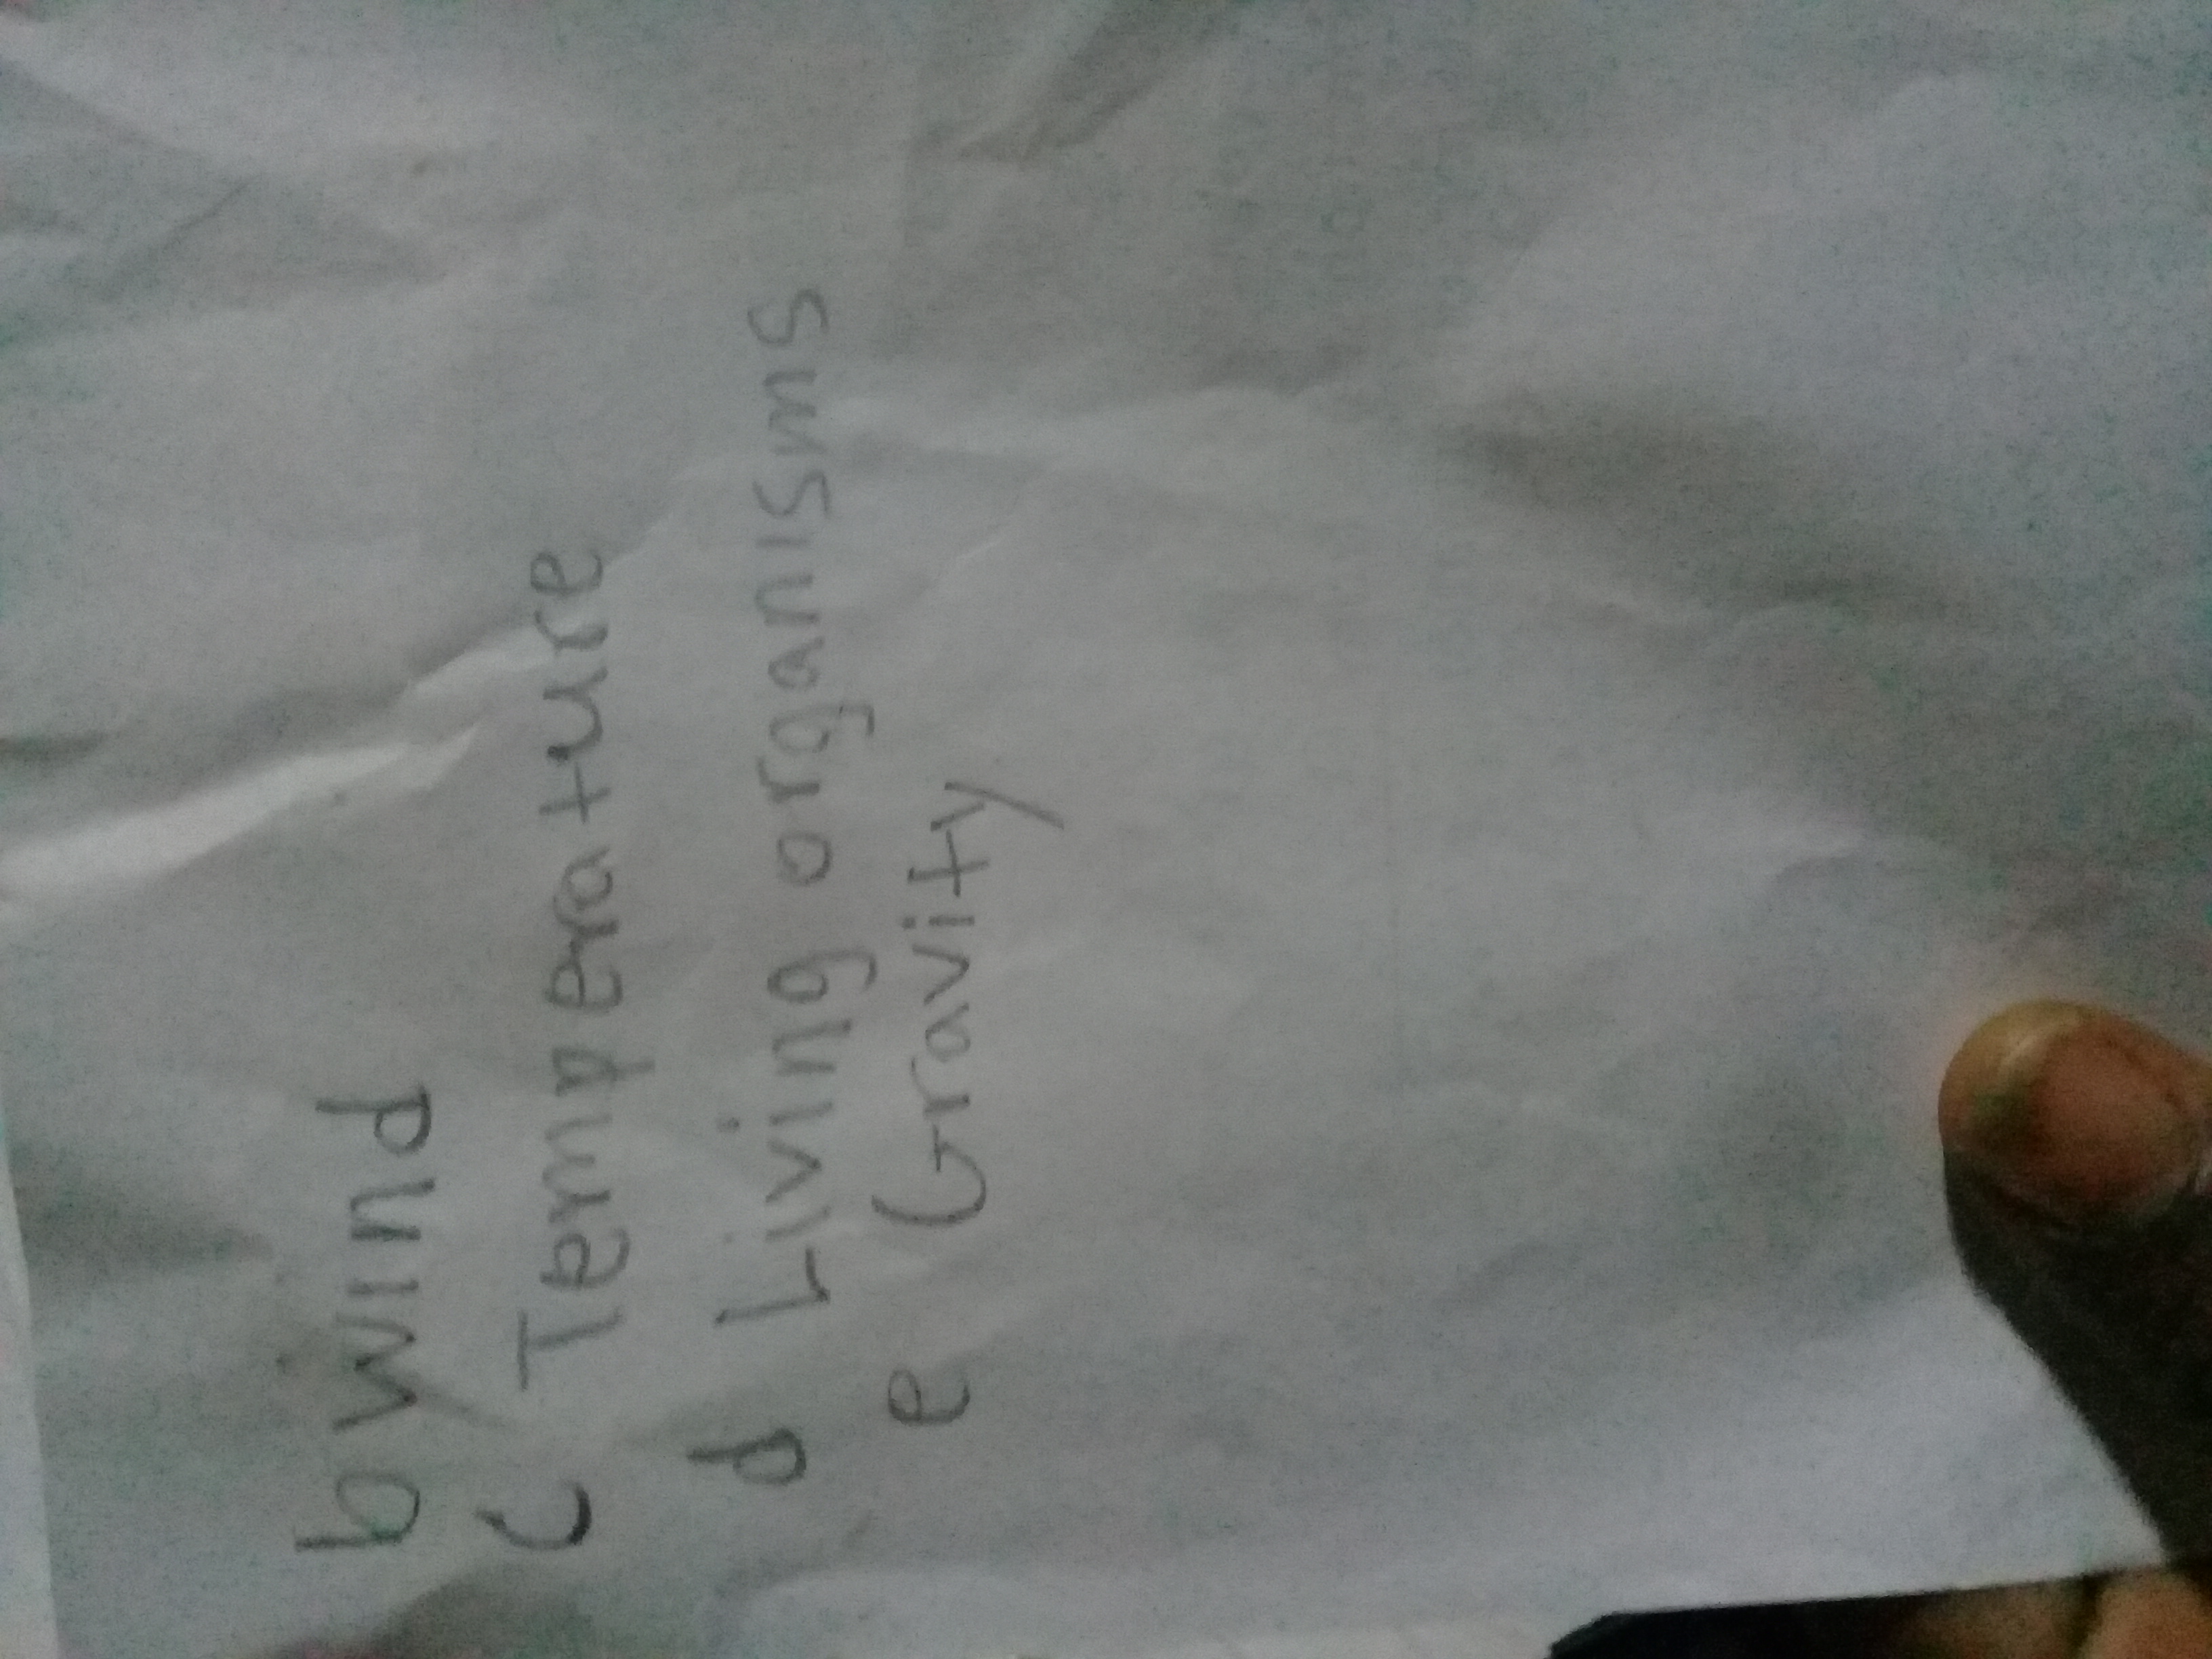 b Wind
c Temperature
d Living organisms
e Gravity